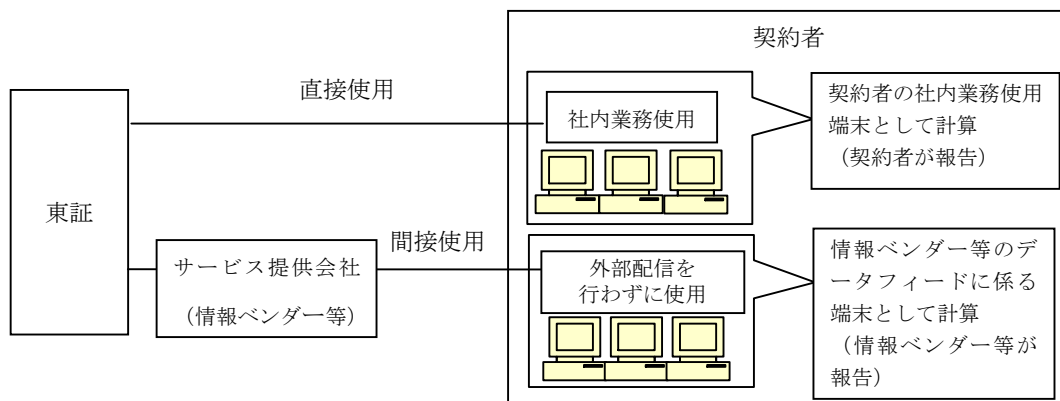 契約者
直接使用
社内業務使用
契約者の社内業務使用
端末として計算
（契約者が報告）
東証
間接使用
サービス提供会社
（情報ベンダー等）
外部配信を
行わずに使用
情報ベンダー等のデ
ータフィードに係る
端末として計算
（情報ベンダー等が
報告）